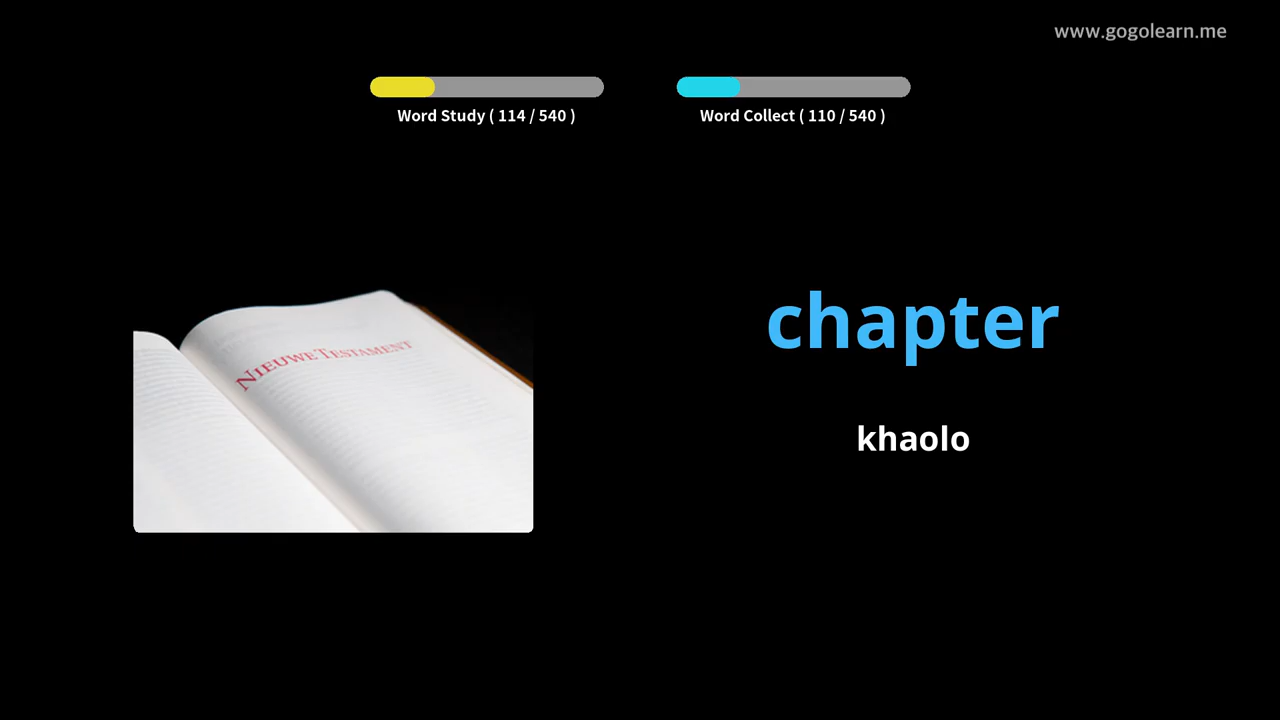 www.gogolearn.me
Word Study ( 114 / 540 )
Word Collect ( 110 / 540 )
NIEUWE TESTAMENT
chapter
khaolo